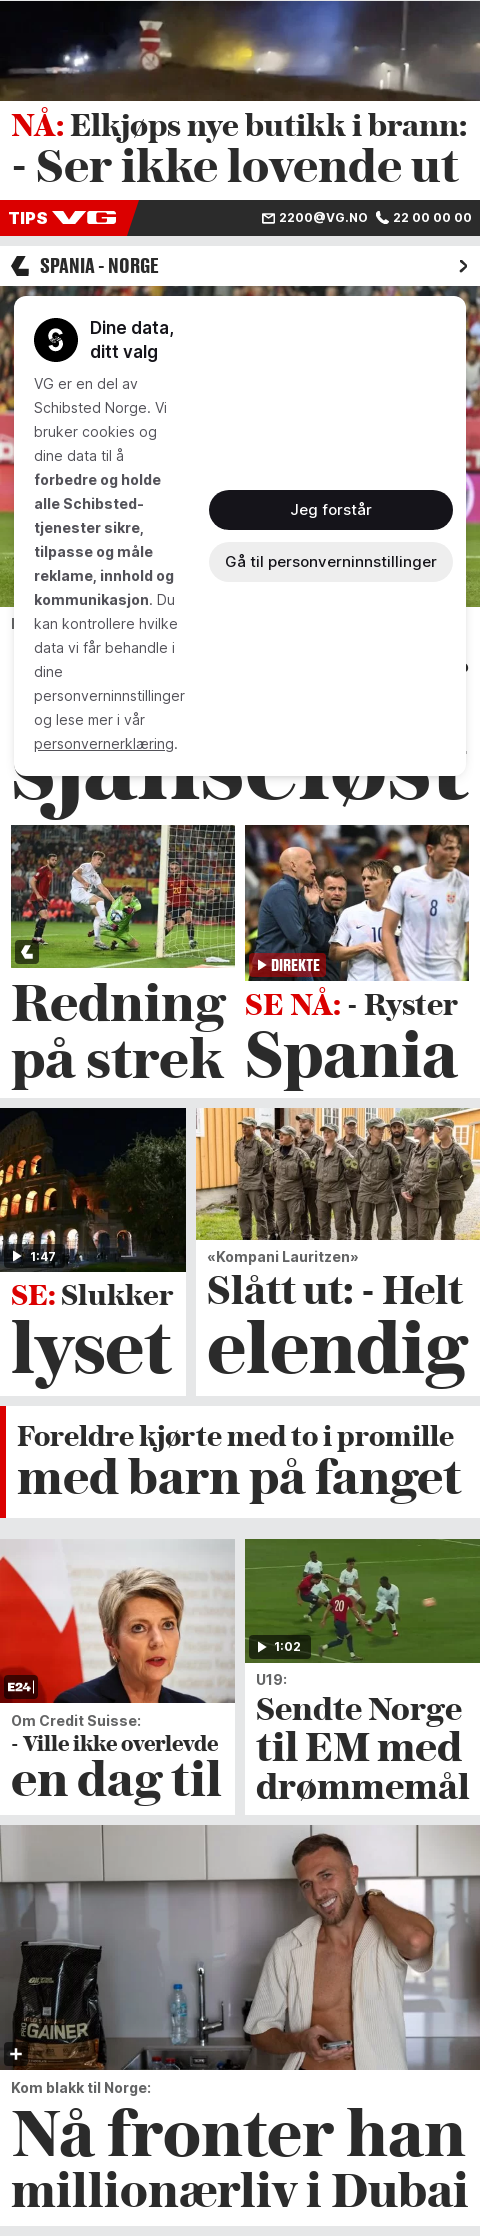 NÅ: Elkjøps nye butikk i brann:
- Ser ikke lovende ut
TIPS VG
2200@VG.NO 22 00 00 00
SPANIA - NORGE
Dine data,
ditt valg
VG er en del av
Schibsted Norge. Vi
bruker cookies og
dine data til å
forbedre og holde
alle Schibsted-
tjenester sikre,
tilpasse og måle
reklame, innhold og
kommunikasjon. Du
kan kontrollere hvilke
data vi får behandle i
dine
personverninnstillinger
og lese mer i vår
personvernerklæring.
Jeg forstår
Gå til personverninnstillinger
sjanseløst
20
10
8
DIREKTE
Redning
på strek
SE NÅ: - Ryster
Spania
1:47
SE: Slukker
lyset
«Kompani Lauritzen»
Slått ut: - Helt
elendig
Foreldre kjørte med to i promille
med barn på fanget
E24
Om Credit Suisse:
- Ville ikke overlevde
en dag til
20
1:02
U19:
Sendte Norge
til EM med
drømmemål
PRO
GAINER
Kom blakk til Norge:
Nå fronter han
millionærliv i Dubai